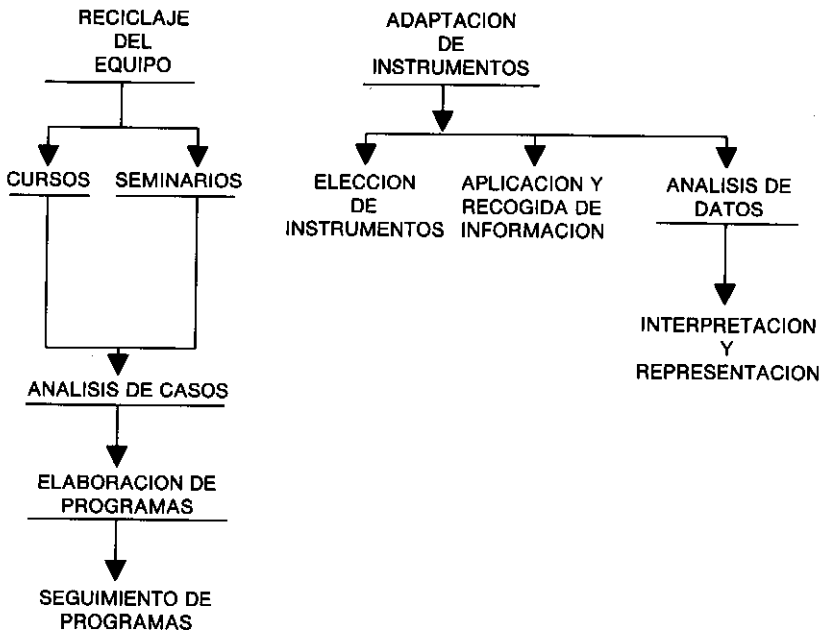 RECICLAJE
DEL
EQUIPO
CURSOS
SEMINARIOS
ANALISIS DE CASOS
ELABORACION DE
PROGRAMAS
SEGUIMIENTO DE
PROGRAMAS
ADAPTACION
DE
INSTRUMENTOS
ELECCION
DE
INSTRUMENTOS
APLICACION Y
RECOGIDA DE
INFORMACION
ANALISIS DE
DATOS
INTERPRETACION
Y
REPRESENTACION